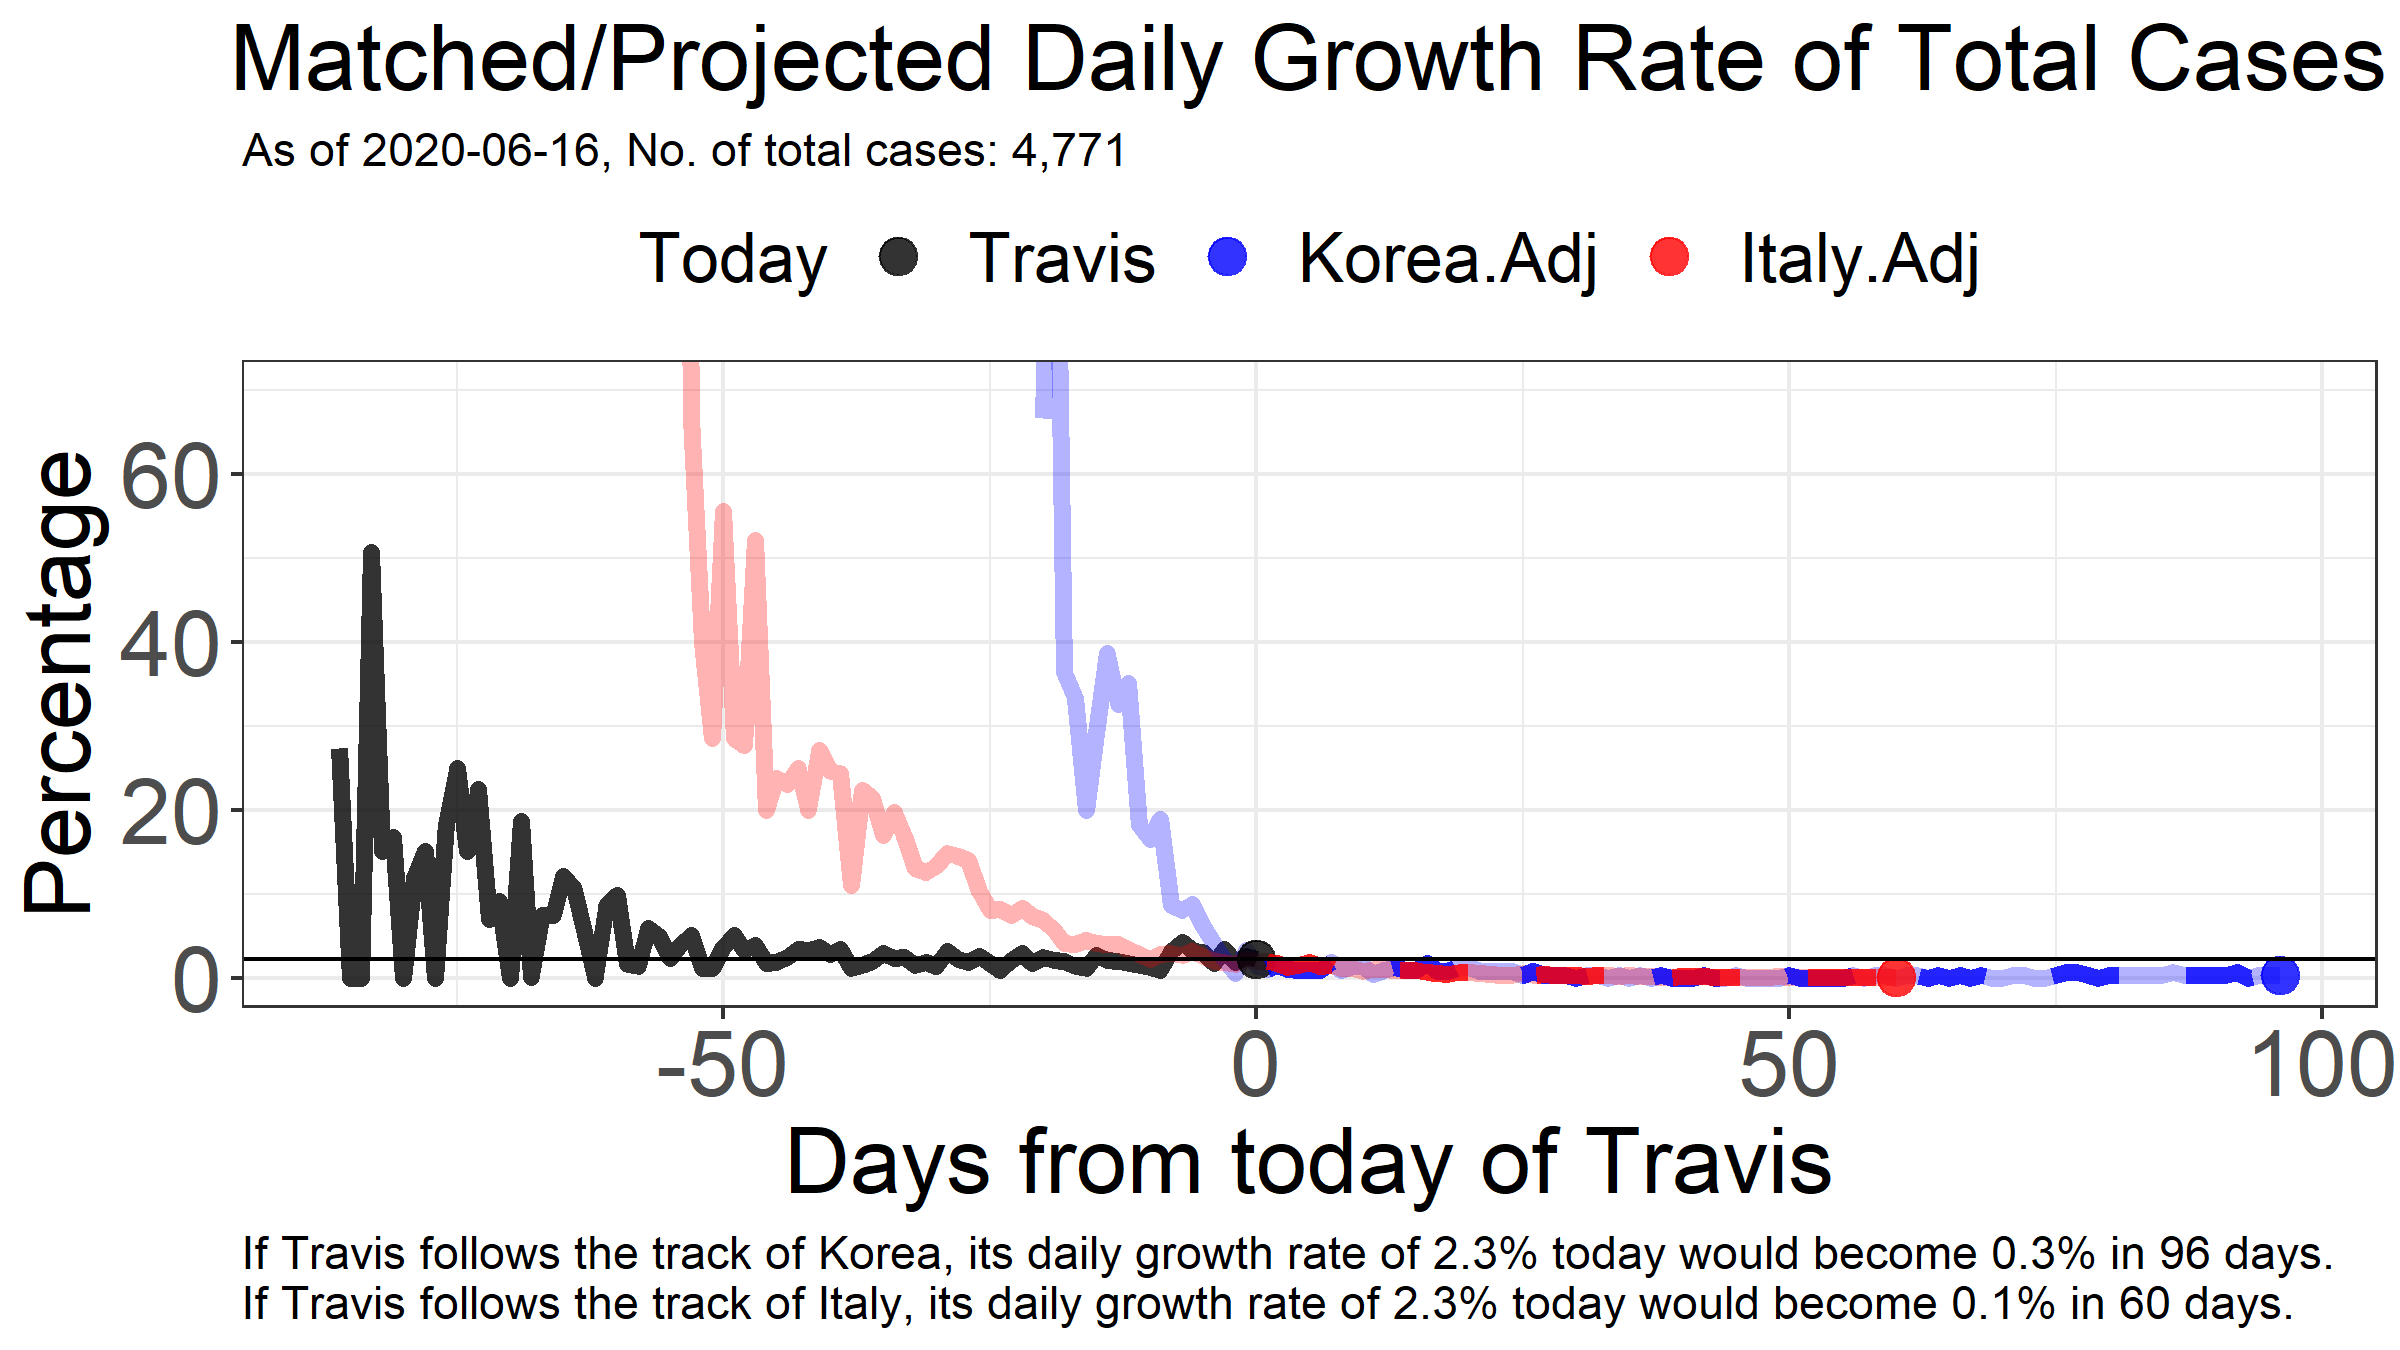 Matched/Projected Daily Growth Rate of Total Cases
As of 2020-06-16, No. of total cases: 4,771
Today Travis Korea.Adj Italy.Adj
Percentage
60
40
20
0
-50 0 50 100
Days from today of Travis
If Travis follows the track of Korea, its daily growth rate of 2.3% today would become 0.3% in 96 days.
If Travis follows the track of Italy, its daily growth rate of 2.3% today would become 0.1% in 60 days.